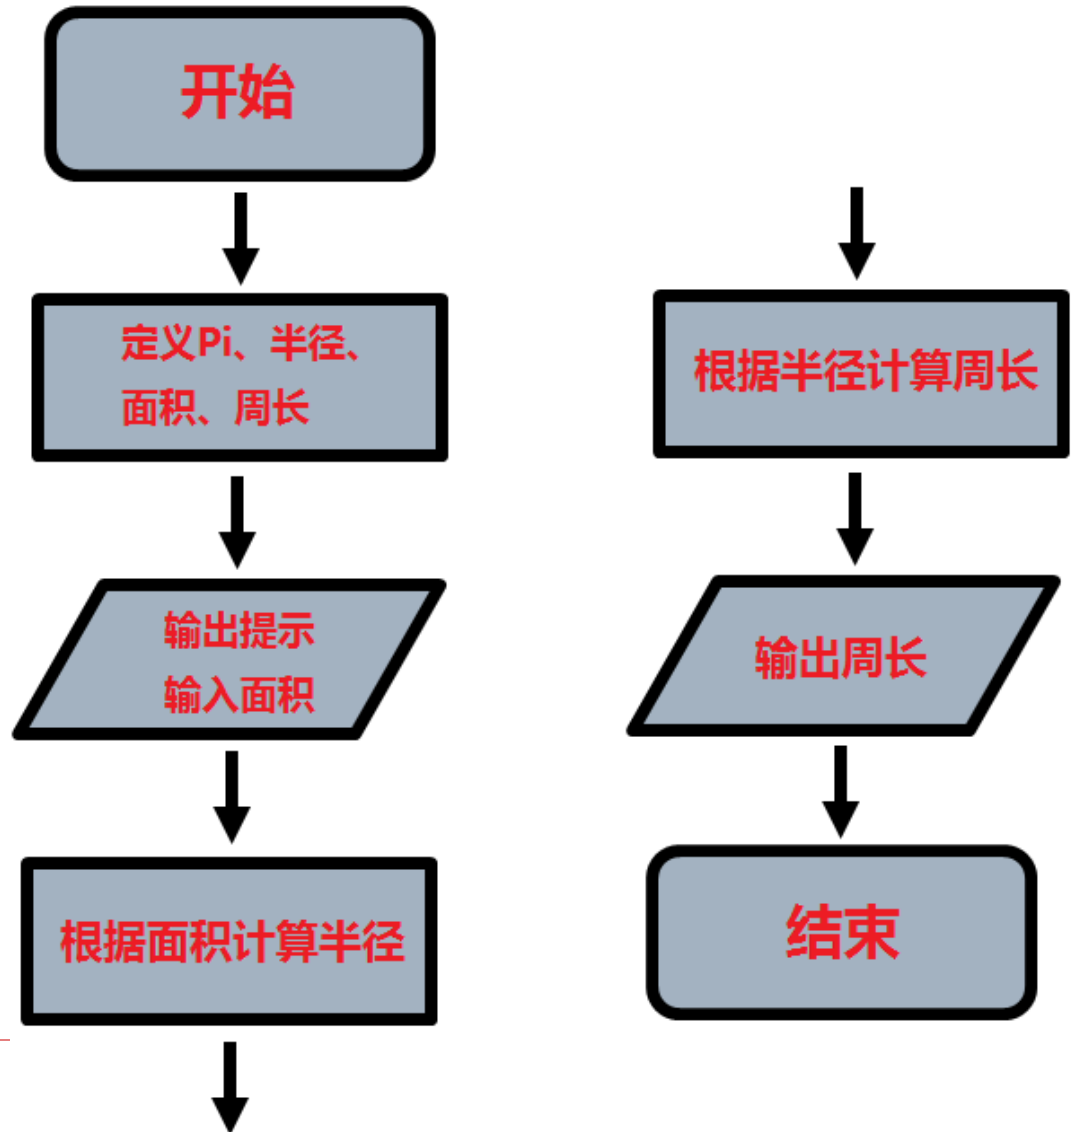 开始
定义Pi、半径、
面积、周长
输出提示
输入面积
根据面积计算半径
根据半径计算周长
输出周长
结束